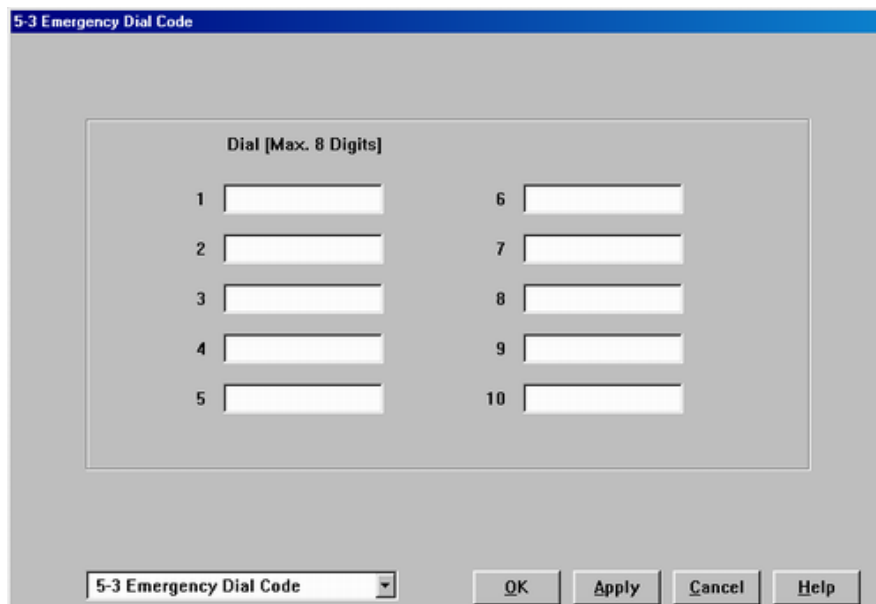 5-3 Emergency Dial Code
Dial [Max. 8 Digits]
1
6
2
7
3
8
4
9
5
10
5-3 Emergency Dial Code
OK
Apply
Cancel
Help